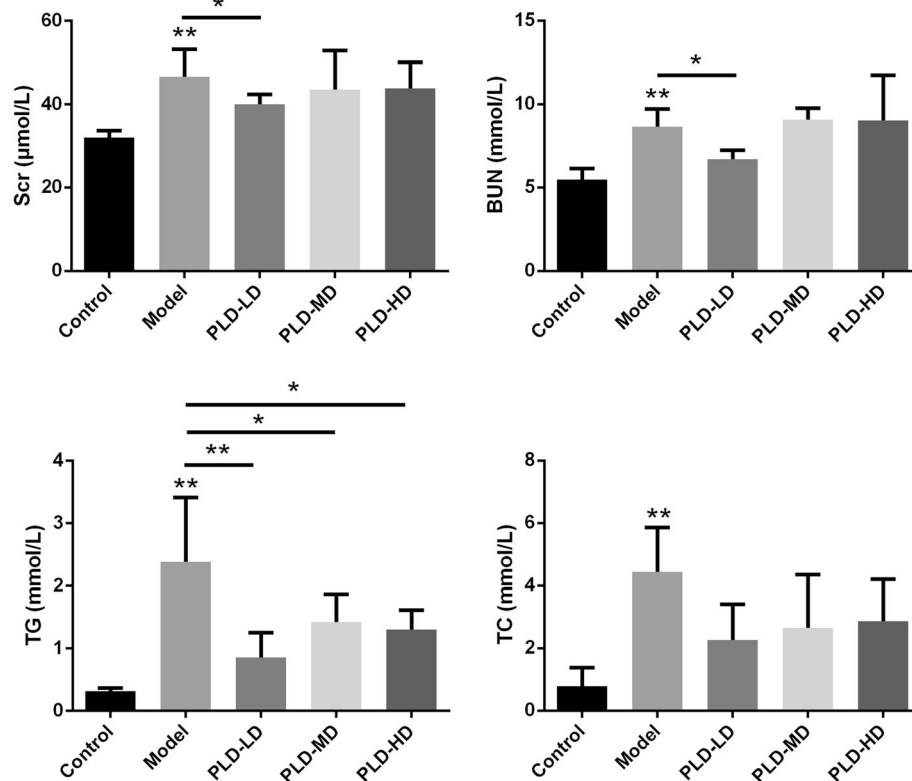 *
60
**
40
20
0
Scr (μmol/L)
Control
Model
PLD-LD
PLD-MD
PLD-HD
15
*
**
10
5
0
BUN (mmol/L)
Control
Model
PLD-LD
PLD-MD
PLD-HD
*
*
**
4
**
3
2
1
0
TG (mmol/L)
Control
Model
PLD-LD
PLD-MD
PLD-HD
8
**
6
4
2
0
TC (mmol/L)
Control
Model
PLD-LD
PLD-MD
PLD-HD